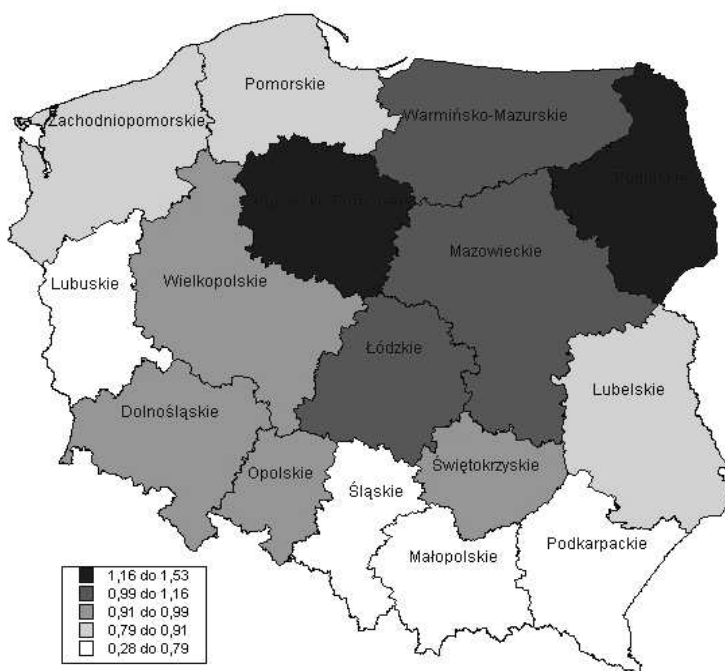 Pomorskie
Warmińsko-Mazurskie
Zachodniopomorskie
Podlaskie
Mazowieckie
Wielkopolskie
Lubuskie
Łódzkie
Lubelskie
Dolnośląskie
Świętokrzyskie
Opolskie
Śląskie
Podkarpackie
Małopolskie
1,16 do 1,53
0,99 do 1,16
0,91 do 0,99
0,79 do 0,91
0,28 do 0,79